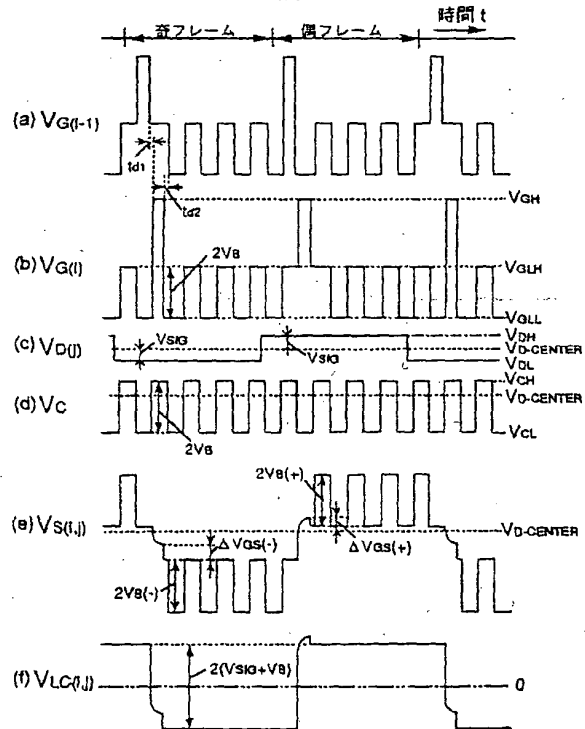 奇フレーム
偶フレーム
時間 t
(a) VG(i-1)
td1
td2
VGH
(b) VG(i)
2VB
VGLH
VGLL
(c) VD(j)
VSIG
VSIG
VDH
VD-CENTER
VDL
(d) VC
2VB
VCH
VD-CENTER
VCL
(e) VS(i,j)
2VB(+)
VD-CENTER
ΔVGS(-)
ΔVGS(+)
2VB(-)
(f) VLC(i,j)
2(VSIG+VB)
0